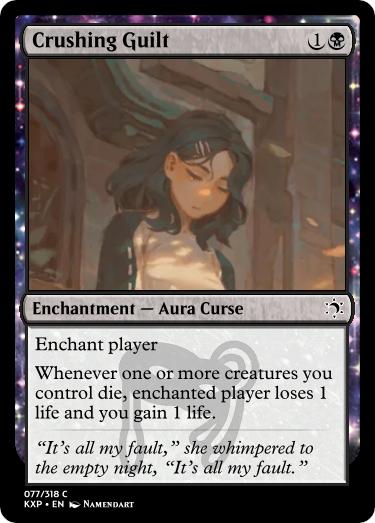 Crushing Guilt 1
Enchantment — Aura Curse
Enchant player
Whenever one or more creatures you
control die, enchanted player loses 1
life and you gain 1 life.
“It’s all my fault,” she whimpered to
the empty night, “It’s all my fault.”
077/318 C
KXP • EN Namendart